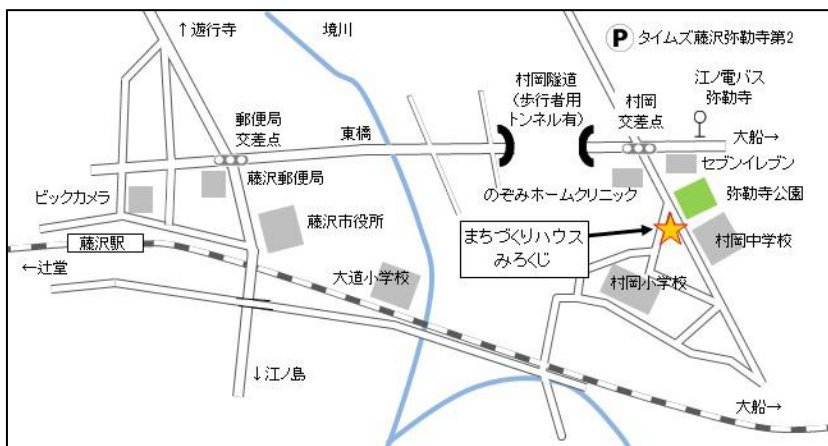 ↑遊行寺
境川
P タイムズ藤沢弥勒寺第2
村岡隧道
(歩行者用
トンネル有)
江ノ電バス
弥勒寺
郵便局
交差点
東橋
村岡
交差点
大船→
セブンイレブン
ビックカメラ
藤沢郵便局
のぞみホームクリニック
弥勒寺公園
藤沢市役所
まちづくりハウス
みろくじ
村岡中学校
藤沢駅
←辻堂
大道小学校
村岡小学校
↓江ノ島
大船→